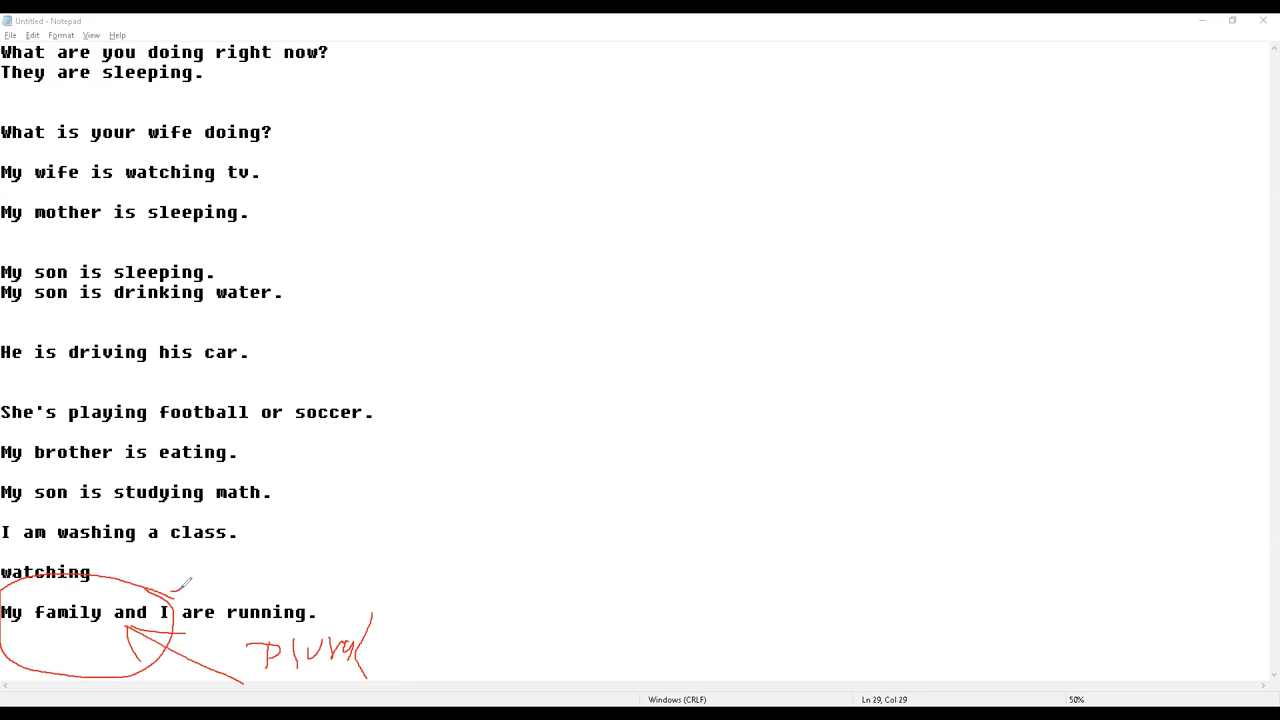 Untitled - Notepad
File Edit Format View Help
What are you doing right now?
They are sleeping.
What is your wife doing?
My wife is watching tv.
My mother is sleeping.
My son is sleeping.
My son is drinking water.
He is driving his car.
She's playing football or soccer.
My brother is eating.
My son is studying math.
I am washing a class.
watching
My family and I are running.
plural
Windows (CRLF) Ln 29, Col 29 50%